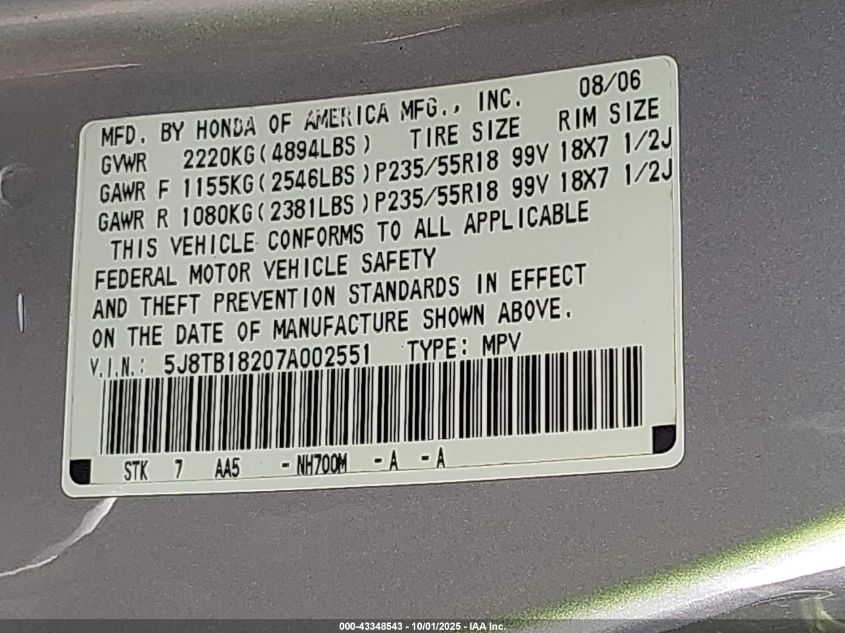 08/06
MFD. BY HONDA OF AMERICA MFG., INC.
GVWR 2220KG(4894LBS) TIRE SIZE RIM SIZE
GAWR F 1155KG(2546LBS)P235/55R18 99V 18X7 1/2J
GAWR R 1080KG(2381LBS)P235/55R18 99V 18X7 1/2J
THIS VEHICLE CONFORMS TO ALL APPLICABLE
FEDERAL MOTOR VEHICLE SAFETY
AND THEFT PREVENTION STANDARDS IN EFFECT
ON THE DATE OF MANUFACTURE SHOWN ABOVE.
V.I.N.: 5J8TB18207A002551 TYPE: MPV
STK 7 AA5 -NH700M -A -A
000-43348543 - 10/01/2025 - IAA Inc.